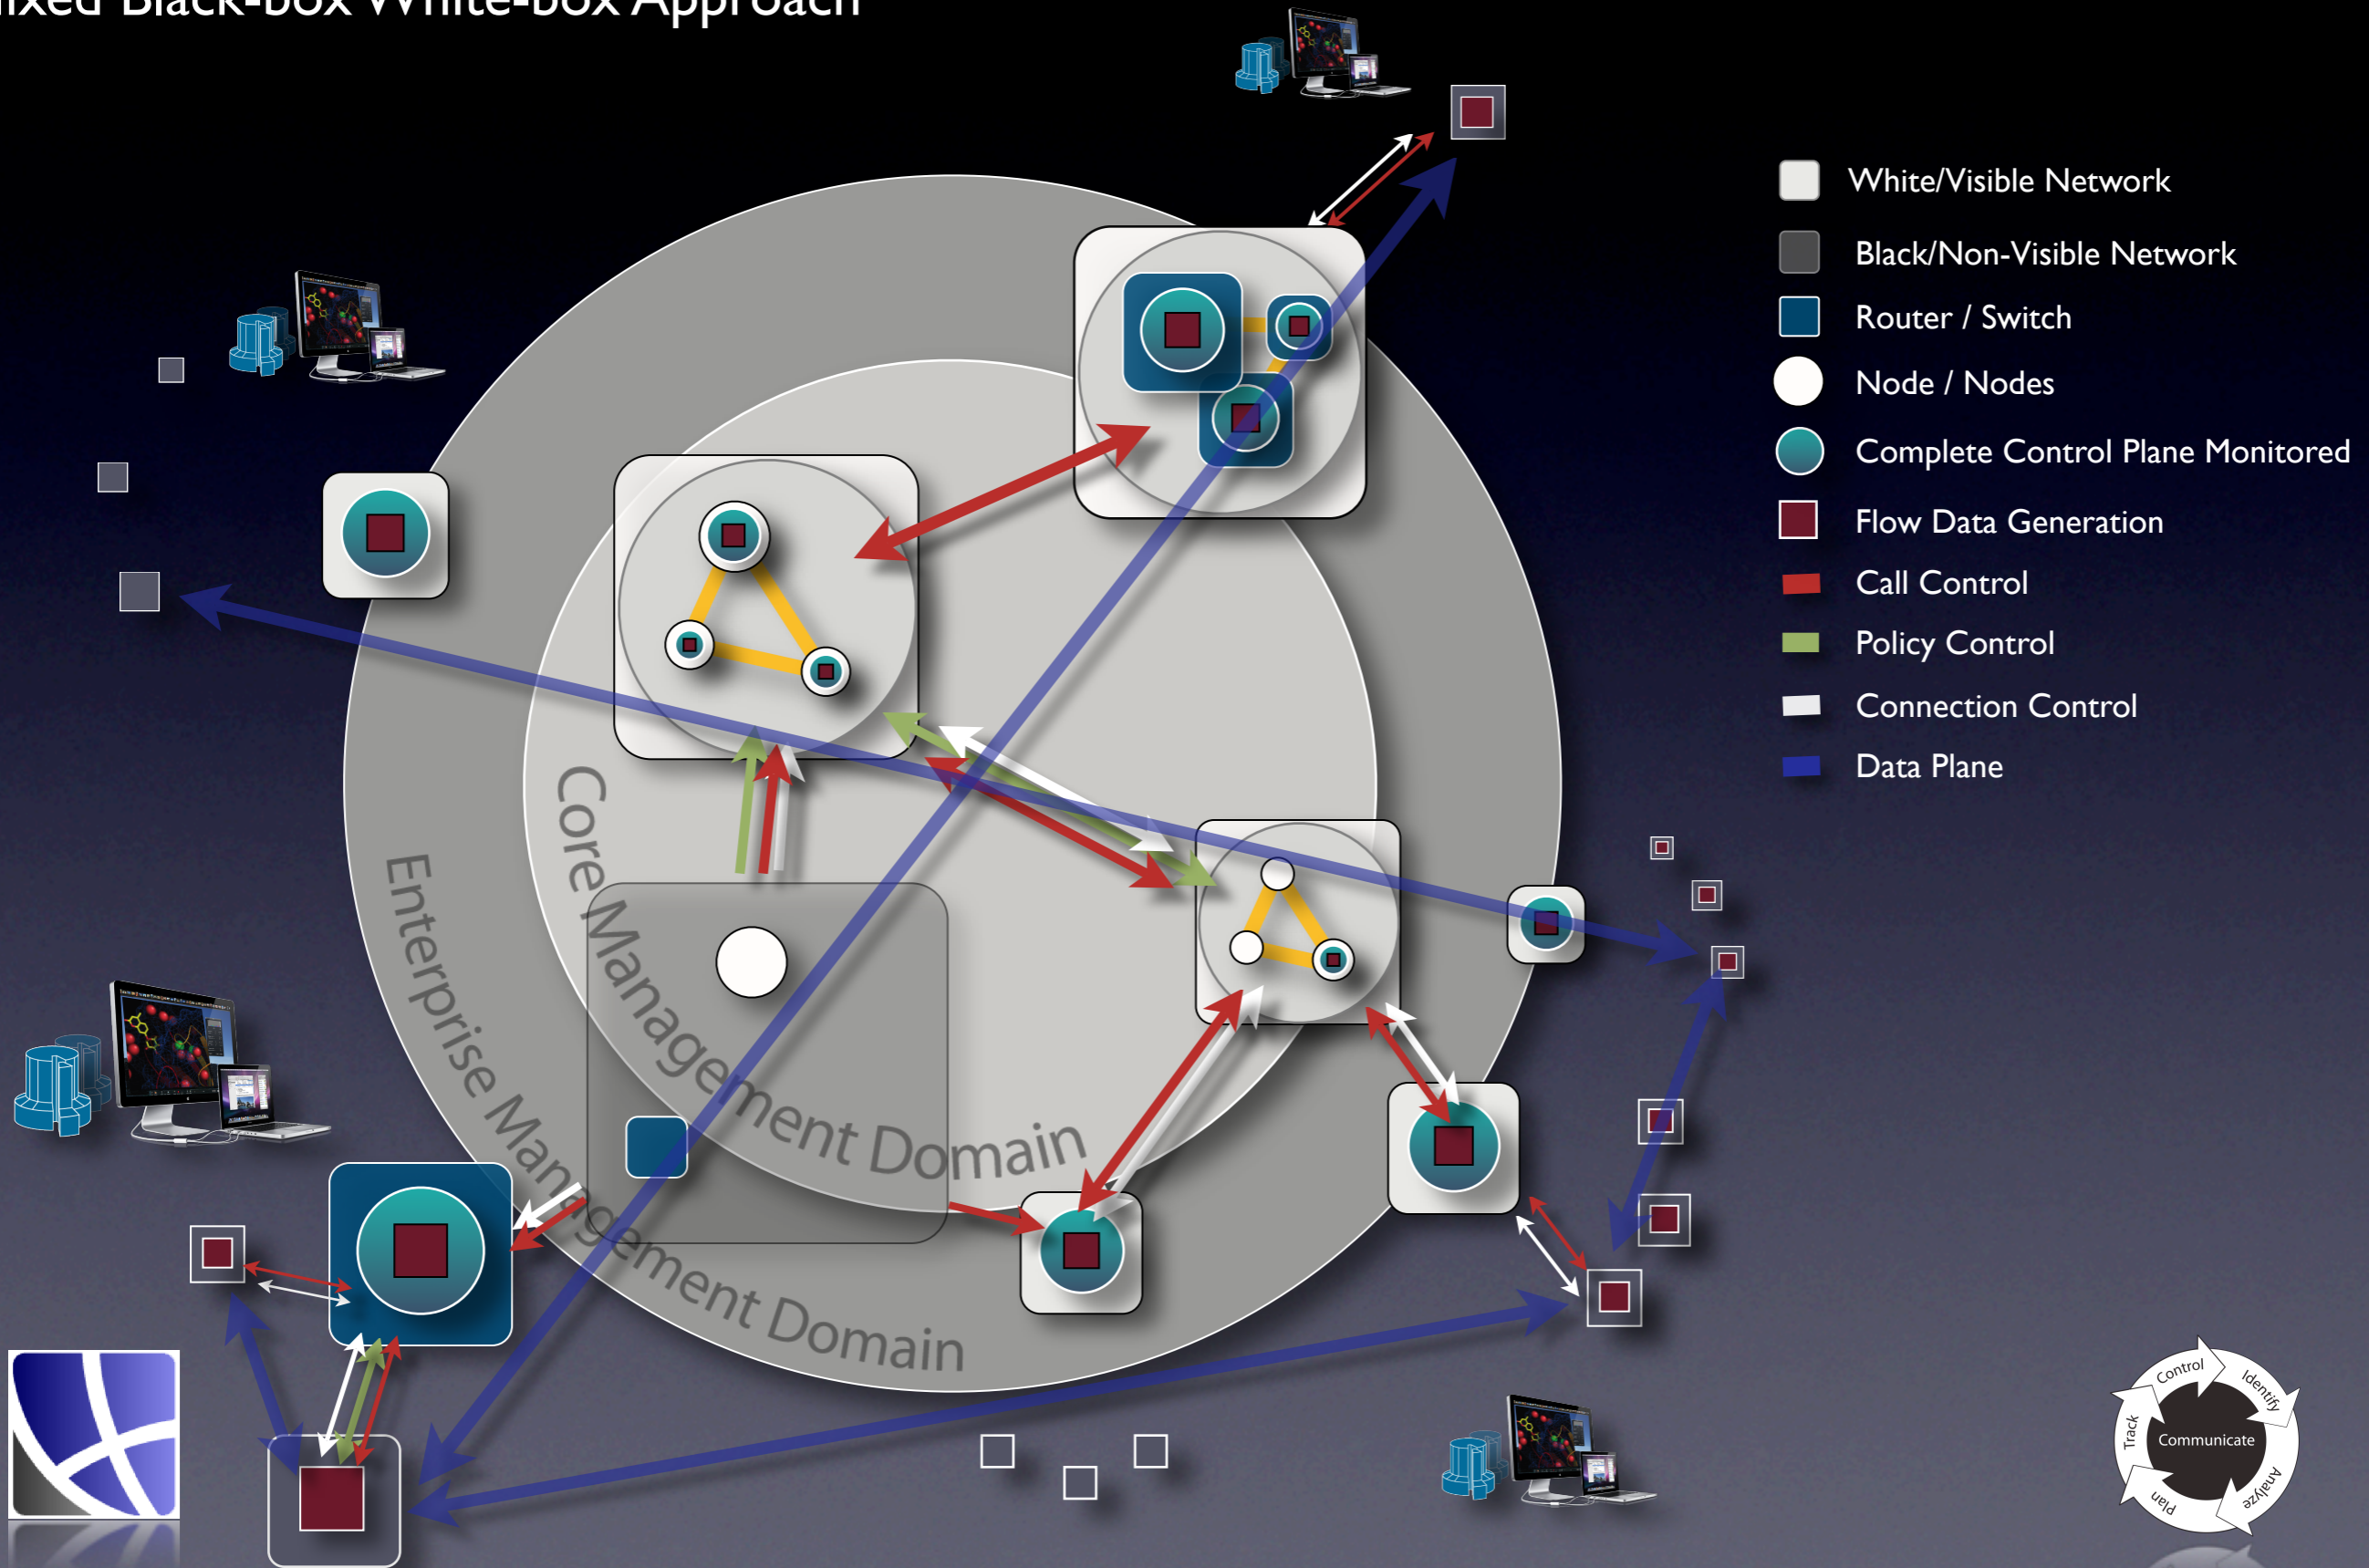 ixed Black-box White-box Approach
White/Visible Network
Black/Non-Visible Network
Router / Switch
Node / Nodes
Complete Control Plane Monitored
Flow Data Generation
Call Control
Policy Control
Connection Control
Data Plane
Core Management Domain
Enterprise Management Domain
Control
Identify
Analyze
Plan
Track
Communicate